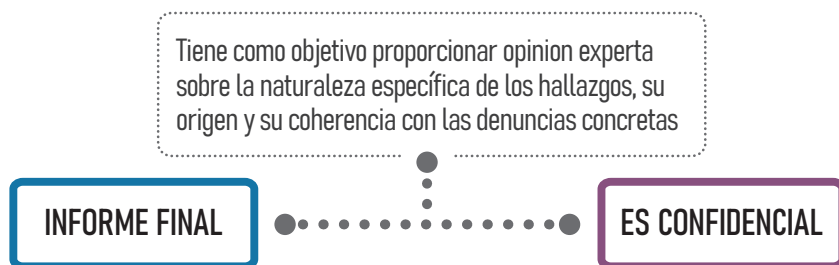 Tiene como objetivo proporcionar opinion experta
sobre la naturaleza específica de los hallazgos, su
origen y su coherencia con las denuncias concretas
INFORME FINAL
ES CONFIDENCIAL